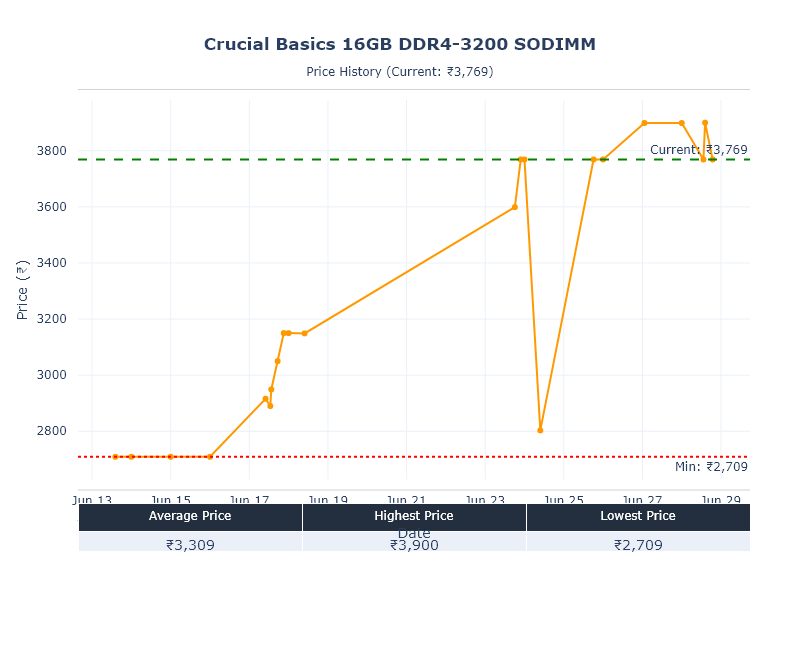 Crucial Basics 16GB DDR4-3200 SODIMM
Price History (Current: ₹3,769)
Price (₹)
3800
3600
3400
3200
3000
2800
Current: ₹3,769
Min: ₹2,709
Jun 13 Jun 15 Jun 17 Jun 19 Jun 21 Jun 23 Jun 25 Jun 27 Jun 29
Average Price Highest Price Lowest Price
Date
₹3,309 ₹3,900 ₹2,709